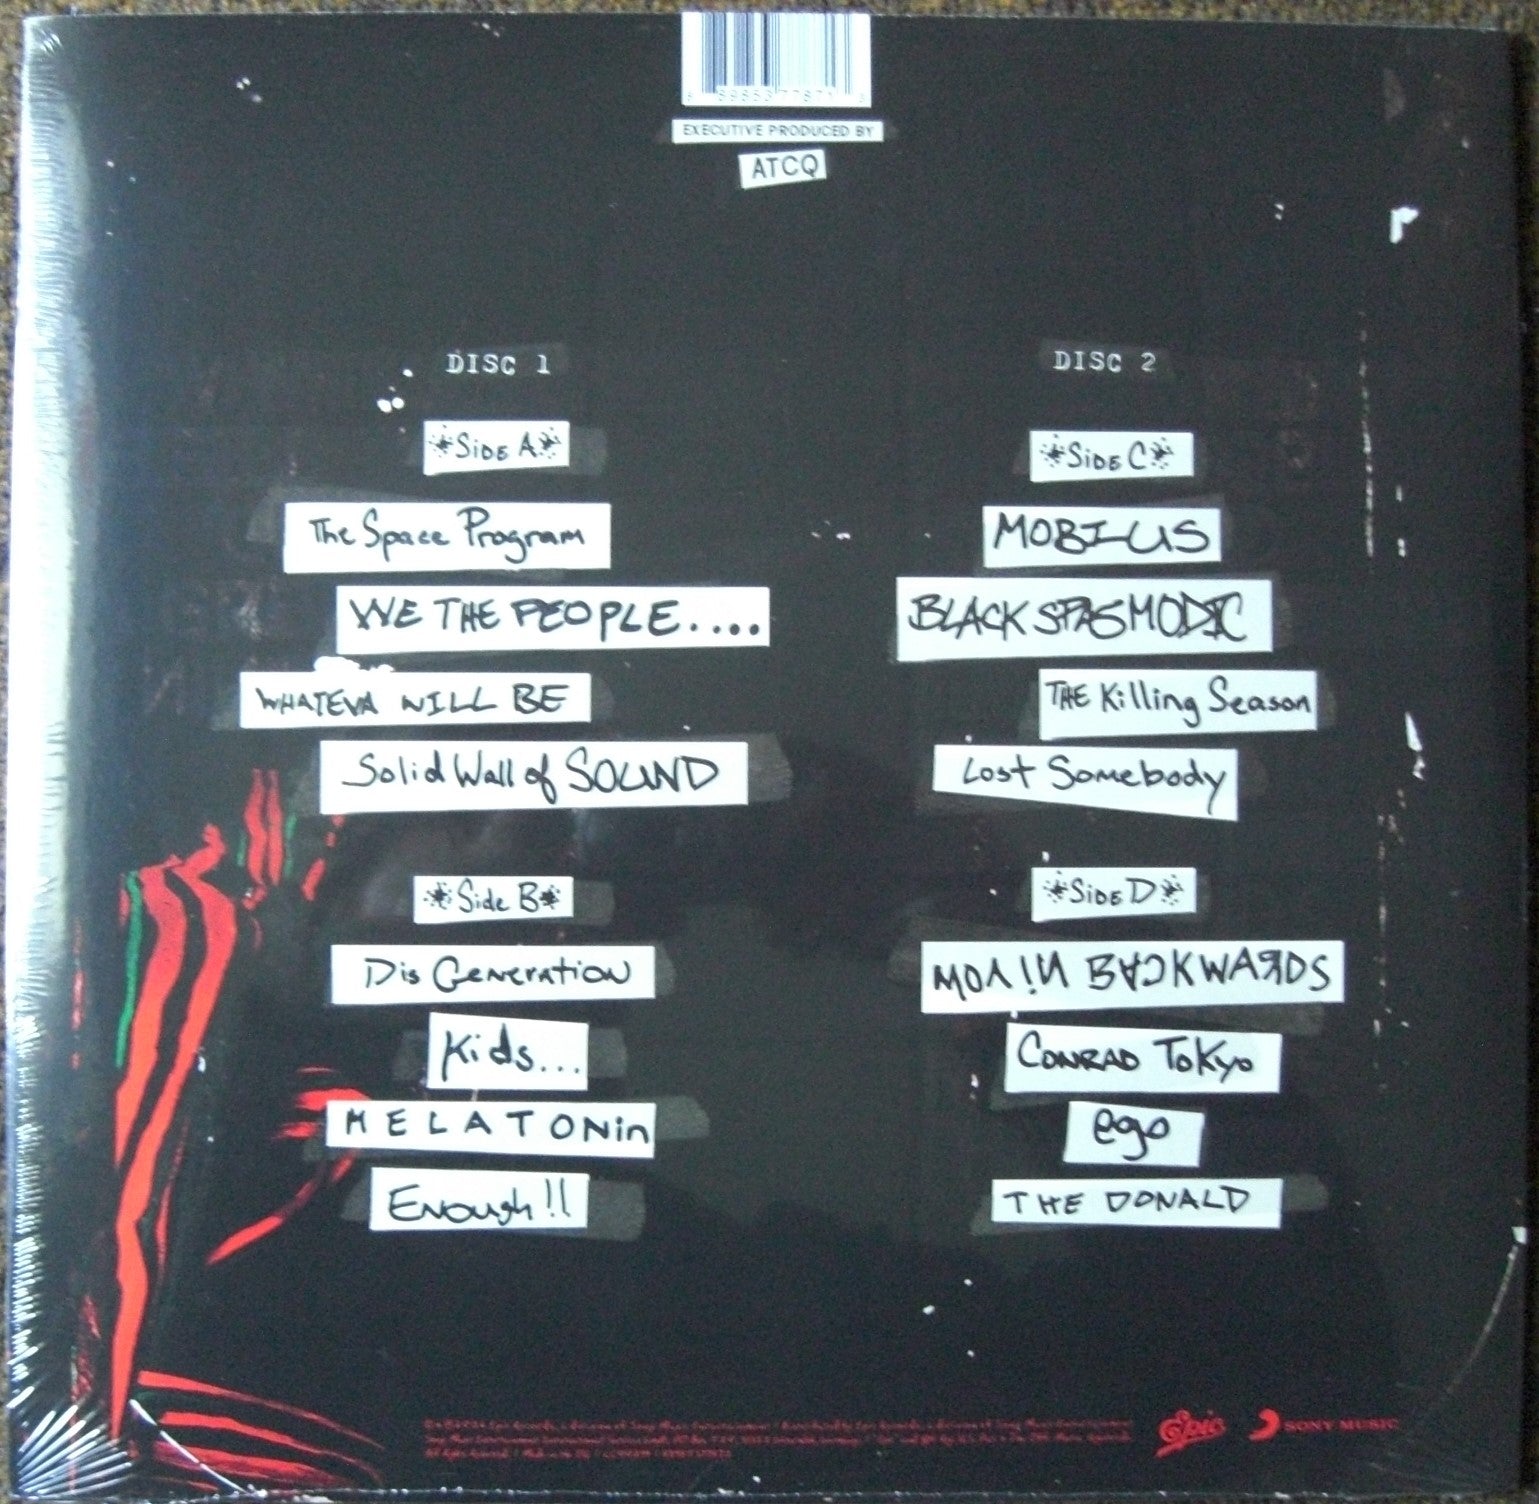 EXECUTIVE PRODUCED BY
ATCQ
DISC 1
*Side A*
The Space Program
WE THE PEOPLE....
WHATEVA WILL BE
Solid Wall of SOUND
*Side B*
Dis Generation
Kids...
MELATONin
Enough!!
DISC 2
*Side C*
MOBIUS
BLACK SPASMODIC
THE Killing Season
Lost Somebody
*Side D*
MOV!N BACKWARDS
CONRAD TOKYO
ego
THE DONALD
Epic
SONY MUSIC